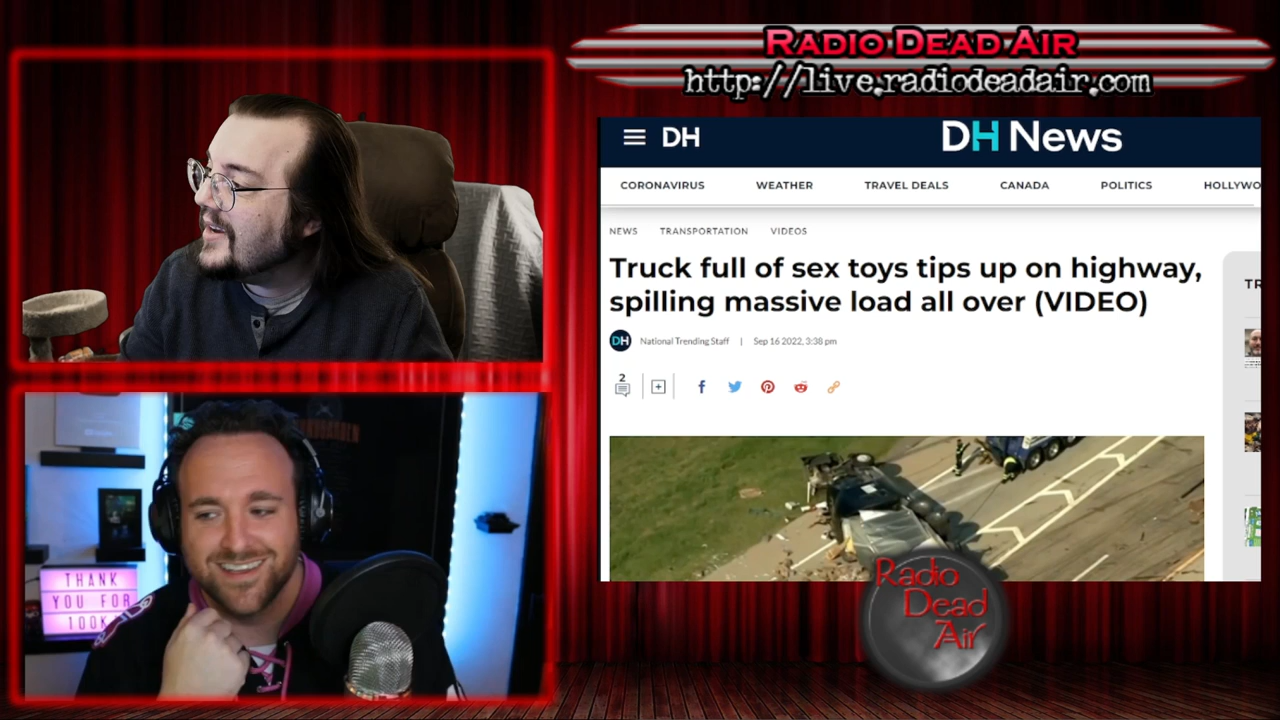 RADIO DEAD AIR
http://live.radiodeadair.com
DH
DH News
CORONAVIRUS WEATHER TRAVEL DEALS CANADA POLITICS HOLLYWO
NEWS TRANSPORTATION VIDEOS
Truck full of sex toys tips up on highway,
spilling massive load all over (VIDEO)
TR
DH National Trending Staff | Sep 16 2022, 3:38 pm
2
Radio
Dead
Air
THANK
YOU FOR
100K